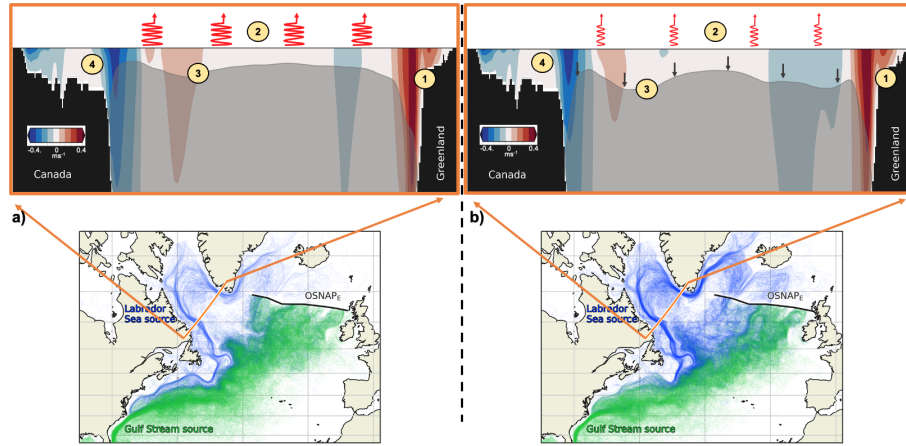 2
4
3
1
-0.4.
0
0.4
ms⁻¹
Canada
Greenland
2
4
3
1
-0.4.
0
0.4
ms⁻¹
Canada
Greenland
a)
OSNAP_E
Labrador
Sea source
Gulf Stream source
b)
OSNAP_E
Labrador
Sea source
Gulf Stream source